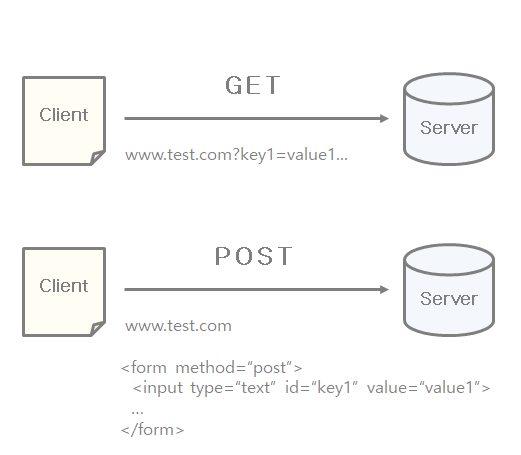 GET
Client
Server
www.test.com?key1=value1...
POST
Client
Server
www.test.com
<form method="post">
<input type="text" id="key1" value="value1">
...
</form>